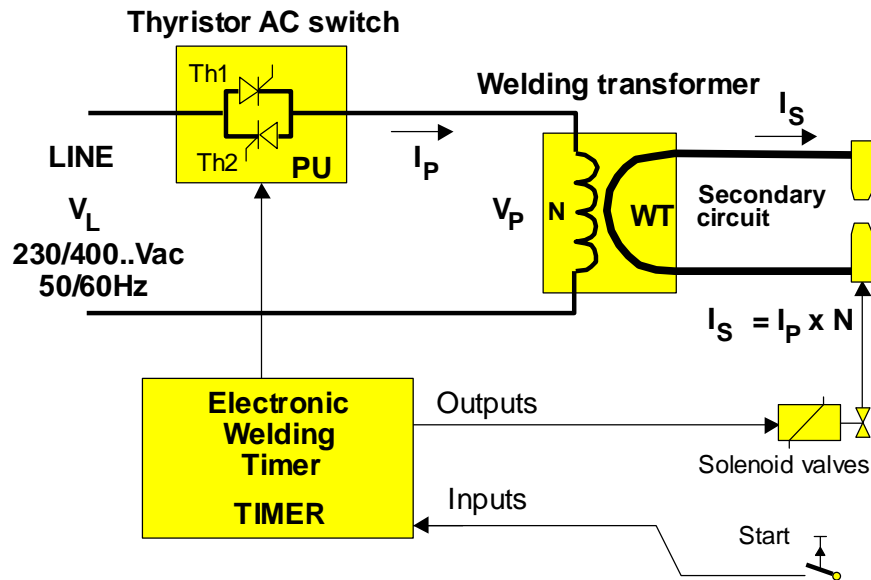 Thyristor AC switch
Th1
Th2
PU
Welding transformer
I_S
LINE
I_P
V_L
230/400..Vac
50/60Hz
V_P
N
WT
Secondary
circuit
I_S = I_P x N
Electronic
Welding
Timer
TIMER
Outputs
Inputs
Solenoid valves
Start